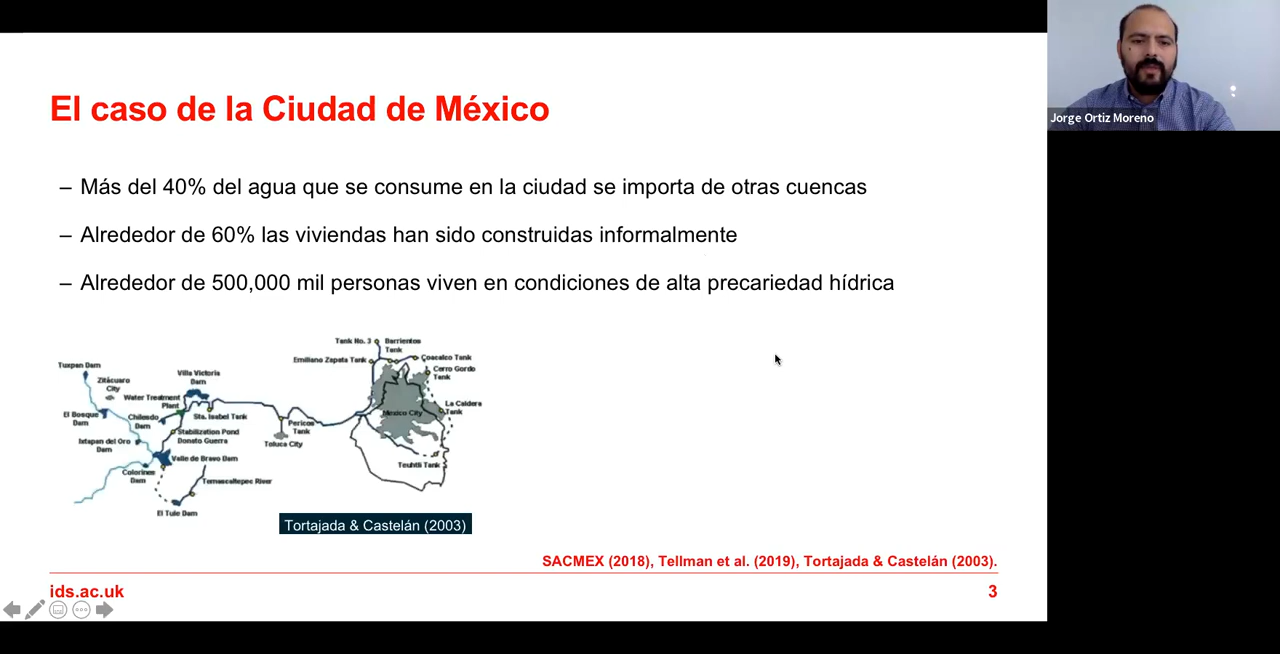 El caso de la Ciudad de México
Jorge Ortiz Moreno
– Más del 40% del agua que se consume en la ciudad se importa de otras cuencas
– Alrededor de 60% las viviendas han sido construidas informalmente
– Alrededor de 500,000 mil personas viven en condiciones de alta precariedad hídrica
Tank No. 3
Barrientos
Tank
Emiliano Zapata Tank
Coacalco Tank
Cerro Gordo
Tank
Tuxpan Dam
Zitácuaro
City
Villa Victoria
Dam
Water Treatment
Plant
El Bosque
Dam
Chilesdo
Dam
Sta. Isabel Tank
Mexico City
La Caldera
Tank
Pericos
Tank
Stabilization Pond
Donato Guerra
Toluca City
Ixtapan del Oro
Dam
Valle de Bravo Dam
Teuhtli Tank
Colorines
Dam
Temascaltepec River
El Tule Dam
Tortajada & Castelán (2003)
SACMEX (2018), Tellman et al. (2019), Tortajada & Castelán (2003).
ids.ac.uk
3